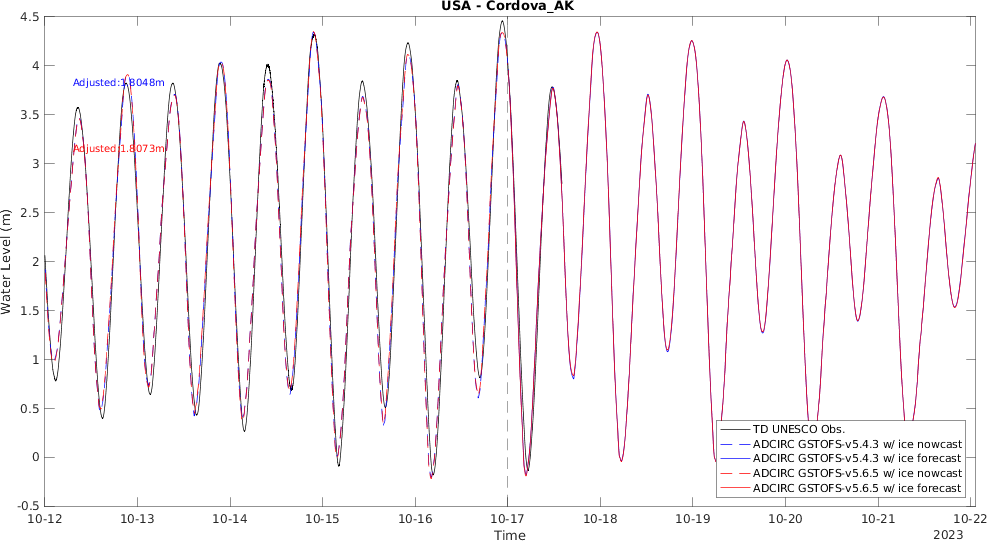 USA - Cordova_AK
4.5
4
3.5
3
2.5
2
1.5
1
0.5
0
-0.5
Water Level (m)
Adjusted:1.8048m
Adjusted:1.8073m
TD UNESCO Obs.
ADCIRC GSTOFS-v5.4.3 w/ ice nowcast
ADCIRC GSTOFS-v5.4.3 w/ ice forecast
ADCIRC GSTOFS-v5.6.5 w/ ice nowcast
ADCIRC GSTOFS-v5.6.5 w/ ice forecast
10-12 10-13 10-14 10-15 10-16 10-17 10-18 10-19 10-20 10-21 10-22
Time
2023